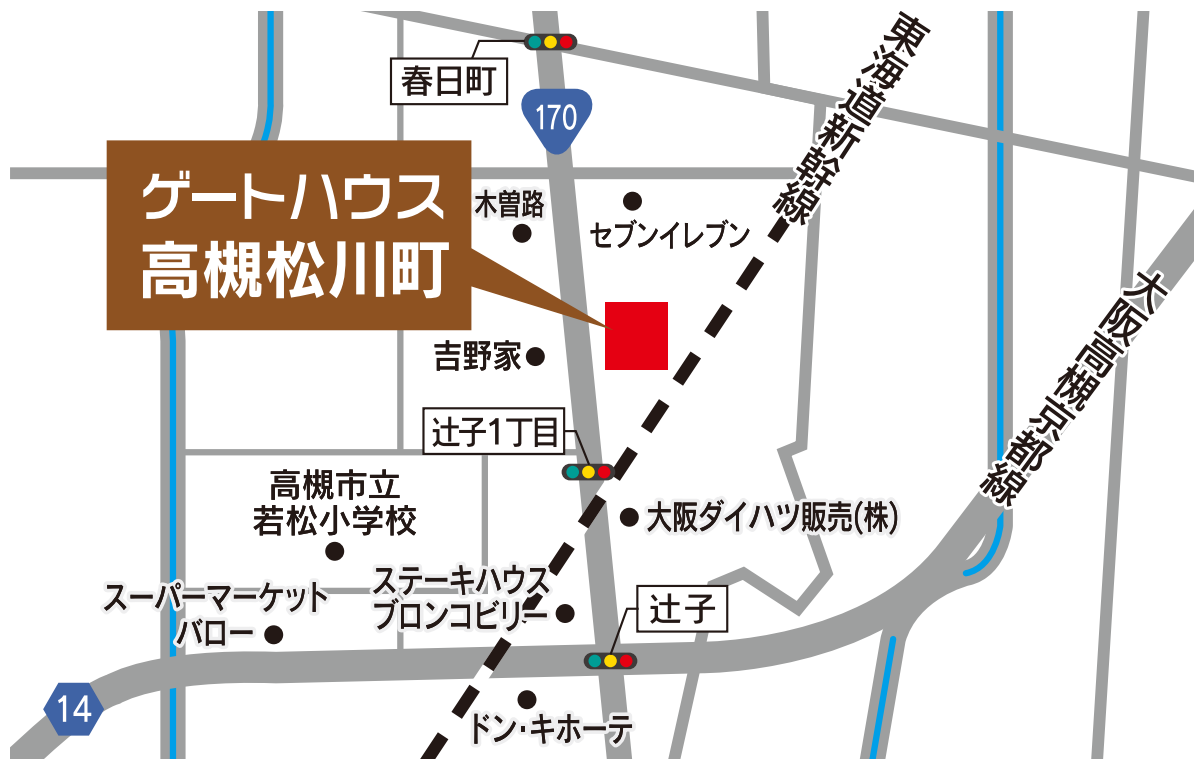 春日町
170
東海道新幹線
ゲートハウス
高槻松川町
木曽路
セブンイレブン
大阪高槻京都線
吉野家
辻子1丁目
高槻市立
若松小学校
大阪ダイハツ販売(株)
スーパーマーケット
バロー
ステーキハウス
ブロンコビリー
辻子
14
ドン・キホーテ